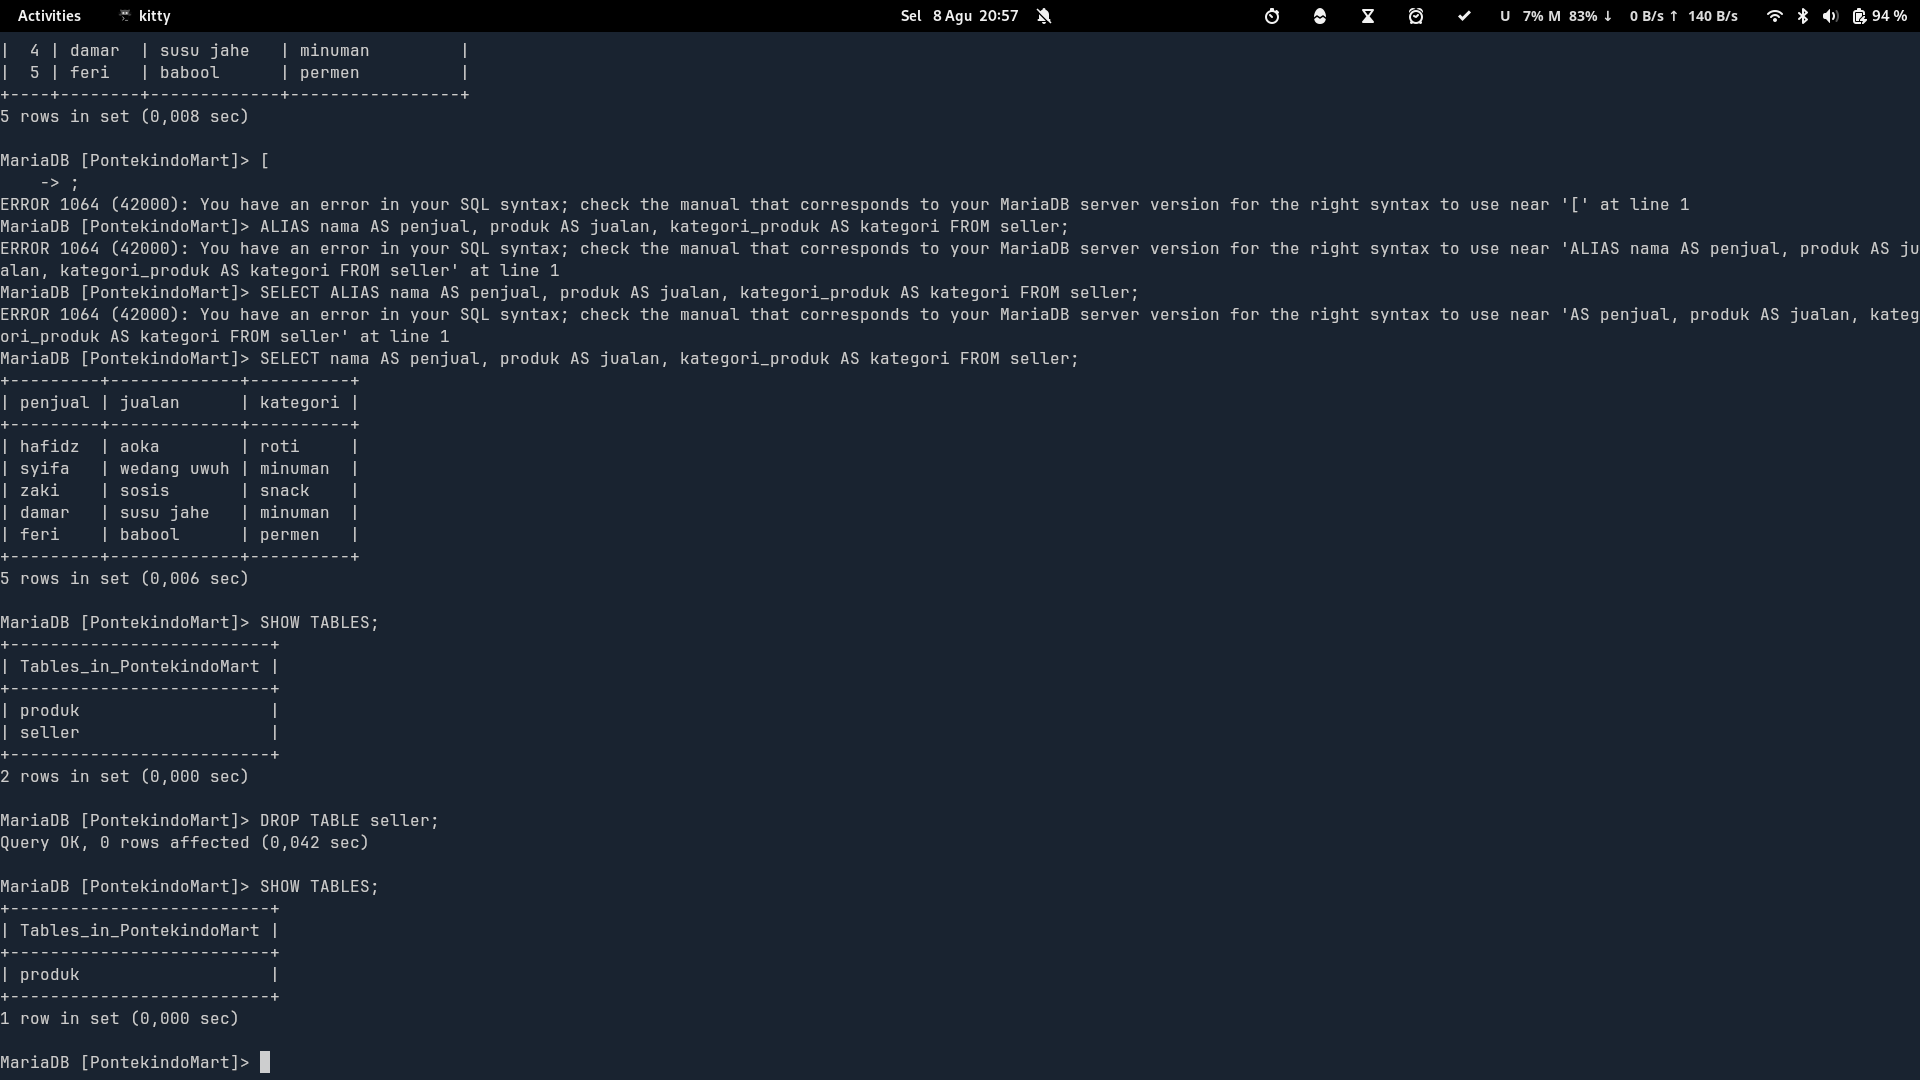 Activities kitty Sel 8 Agu 20:57 U 7% M 83% ↓ 0 B/s ↑ 140 B/s 94 %
|  4 | damar  | susu jahe   | minuman         |
|  5 | feri   | babool      | permen          |
+----+--------+-------------+-----------------+
5 rows in set (0,008 sec)

MariaDB [PontekindoMart]> [
    -> ;
ERROR 1064 (42000): You have an error in your SQL syntax; check the manual that corresponds to your MariaDB server version for the right syntax to use near '[' at line 1
MariaDB [PontekindoMart]> ALIAS nama AS penjual, produk AS jualan, kategori_produk AS kategori FROM seller;
ERROR 1064 (42000): You have an error in your SQL syntax; check the manual that corresponds to your MariaDB server version for the right syntax to use near 'ALIAS nama AS penjual, produk AS ju
alan, kategori_produk AS kategori FROM seller' at line 1
MariaDB [PontekindoMart]> SELECT ALIAS nama AS penjual, produk AS jualan, kategori_produk AS kategori FROM seller;
ERROR 1064 (42000): You have an error in your SQL syntax; check the manual that corresponds to your MariaDB server version for the right syntax to use near 'AS penjual, produk AS jualan, kateg
ori_produk AS kategori FROM seller' at line 1
MariaDB [PontekindoMart]> SELECT nama AS penjual, produk AS jualan, kategori_produk AS kategori FROM seller;
+---------+-------------+----------+
| penjual | jualan      | kategori |
+---------+-------------+----------+
| hafidz  | aoka        | roti     |
| syifa   | wedang uwuh | minuman  |
| zaki    | sosis       | snack    |
| damar   | susu jahe   | minuman  |
| feri    | babool      | permen   |
+---------+-------------+----------+
5 rows in set (0,006 sec)

MariaDB [PontekindoMart]> SHOW TABLES;
+--------------------------+
| Tables_in_PontekindoMart |
+--------------------------+
| produk                   |
| seller                   |
+--------------------------+
2 rows in set (0,000 sec)

MariaDB [PontekindoMart]> DROP TABLE seller;
Query OK, 0 rows affected (0,042 sec)

MariaDB [PontekindoMart]> SHOW TABLES;
+--------------------------+
| Tables_in_PontekindoMart |
+--------------------------+
| produk                   |
+--------------------------+
1 row in set (0,000 sec)

MariaDB [PontekindoMart]>